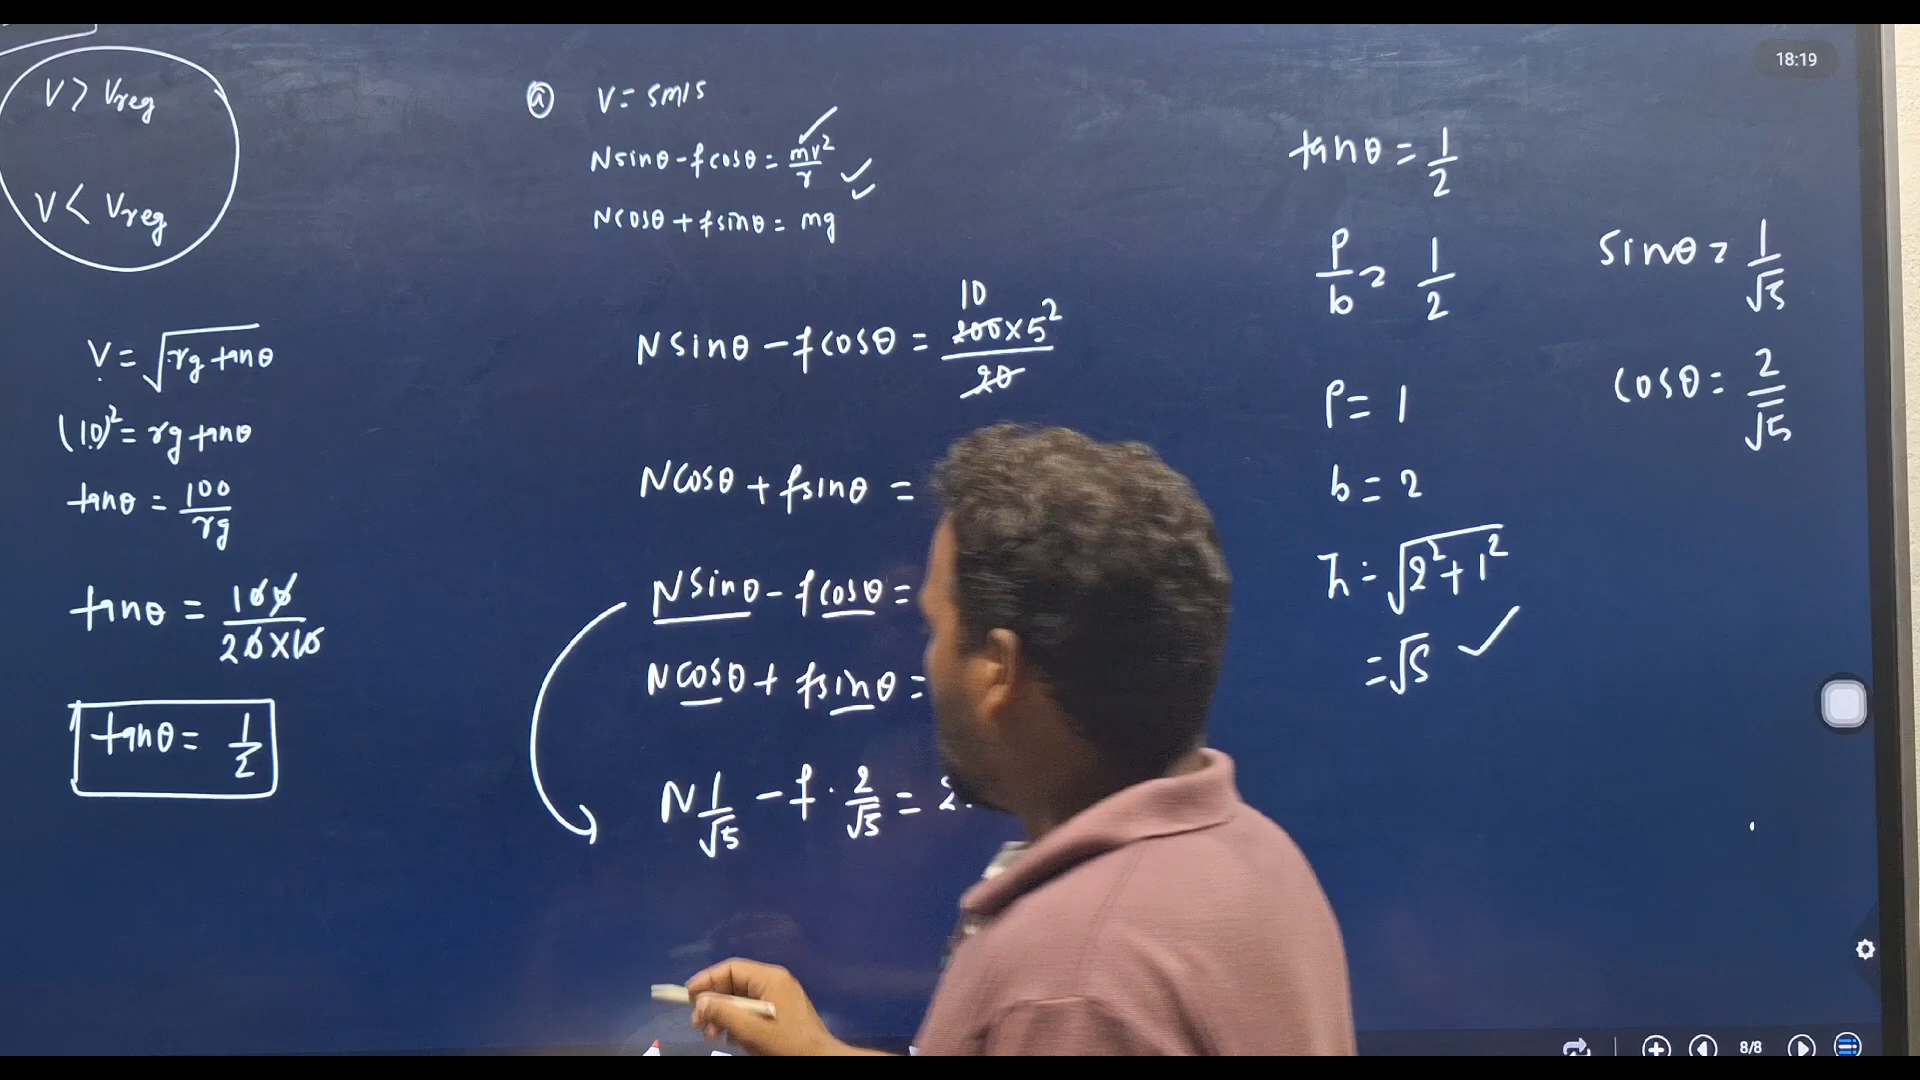 V > Vreg
V < Vreg
V = √rg tanθ
(10)² = rg tanθ
tanθ = 100/rg
tanθ = 100/20×10
tanθ = 1/2
ⓐ V = 5m/s
Nsinθ - fcosθ = mv²/r
Ncosθ + fsinθ = mg
Nsinθ - fcosθ = 200×5²/20
10
Ncosθ + fsinθ =
Nsinθ - fcosθ =
Ncosθ + fsinθ =
N 1/√5 - f · 2/√5 =
18:19
tanθ = 1/2
P/b = 1/2
P = 1
b = 2
h = √2² + 1²
= √5
sinθ = 1/√5
cosθ = 2/√5
8/8